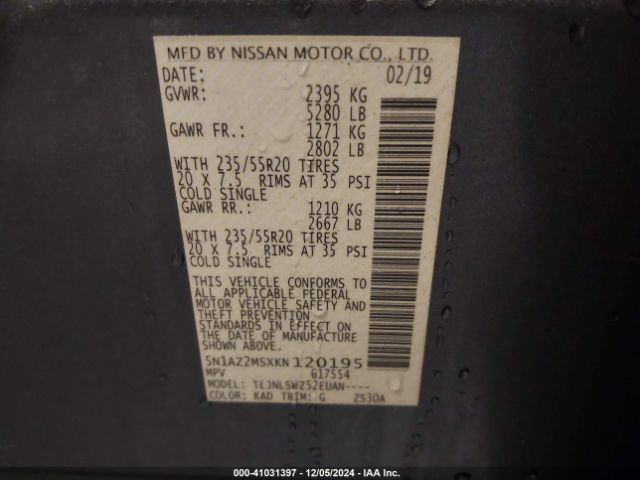 MFD BY NISSAN MOTOR CO., LTD.
DATE: 02/19
GVWR: 2395 KG
5280 LB
GAWR FR.: 1271 KG
2802 LB
WITH 235/55R20 TIRES
20 X 7.5 RIMS AT 35 PSI
COLD SINGLE
GAWR RR.: 1210 KG
2667 LB
WITH 235/55R20 TIRES
20 X 7.5 RIMS AT 35 PSI
COLD SINGLE
THIS VEHICLE CONFORMS TO
ALL APPLICABLE FEDERAL
MOTOR VEHICLE SAFETY AND
THEFT PREVENTION
STANDARDS IN EFFECT ON
THE DATE OF MANUFACTURE
SHOWN ABOVE.
5N1AZ2MSXKN120195
MPV G17554
MODEL: TLJNLSWZ52EUAN----
COLOR: KAD TRIM: G ZS30A
000-41031397 - 12/05/2024 - IAA Inc.